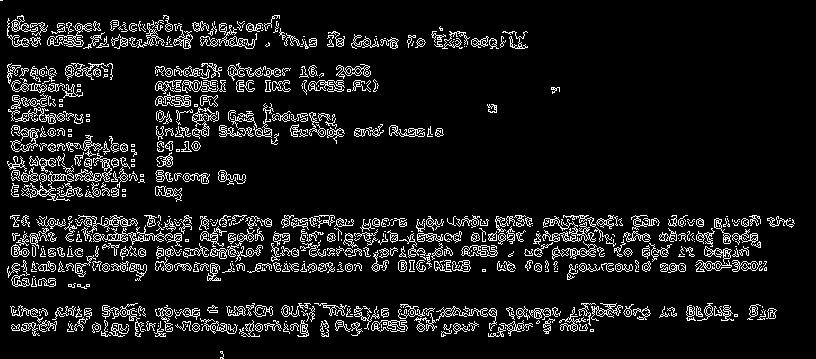 Best Stock Pick for this Year!
Get ARSS First Thing Monday , This Is Going To Explode!!!
Trade Date: Monday, October 16, 2006
Company: AMEROSSI EC INC (ARSS.PK)
Stock: ARSS.PK
Category: Oil and Gas Industry
Region: United States, Europe and Russia
Current Price: $4.10
1 Week Target: $8
Recommendation: Strong Buy
Expectations: Max
If you've been alive over the past few years you know that any stock can move given the
right circumstances. As soon as an alert is issued almost instantly the market goes
Bolistic ! Take advantage of the current price on ARSS , we expect to see it begin
climbing Monday Morning in anticipation of BIG NEWS . We fell you could see 200-300%
Gains ...
When this Stock moves = WATCH OUT! This is your chance to get in before it BLOWS. Big
watch in play this Monday morning ! Put ARSS on your radar's now.